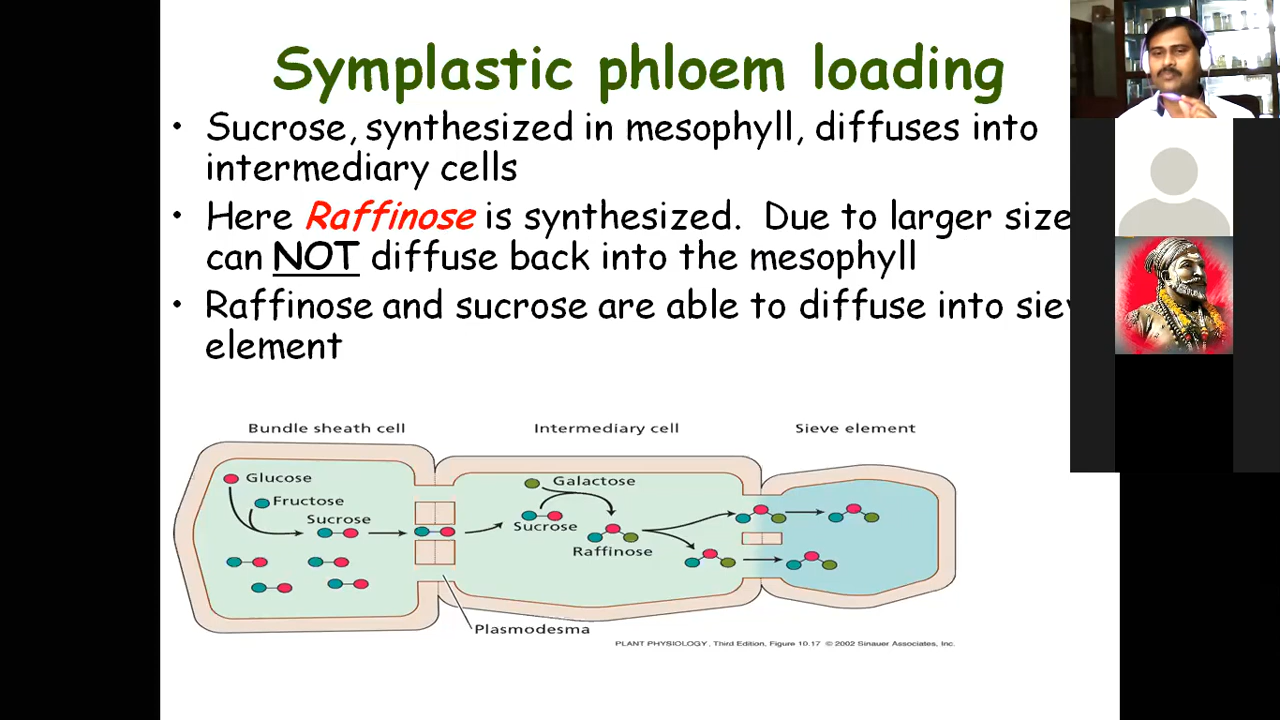 Symplastic phloem loading
• Sucrose, synthesized in mesophyll, diffuses into
intermediary cells
• Here Raffinose is synthesized. Due to larger size
can NOT diffuse back into the mesophyll
• Raffinose and sucrose are able to diffuse into
element
Bundle sheath cell
Intermediary cell
Sieve element
Glucose
Fructose
Sucrose
Galactose
Sucrose
Raffinose
Plasmodesma
PLANT PHYSIOLOGY, Third Edition, Figure 10.17 © 2002 Sinauer Associates, Inc.